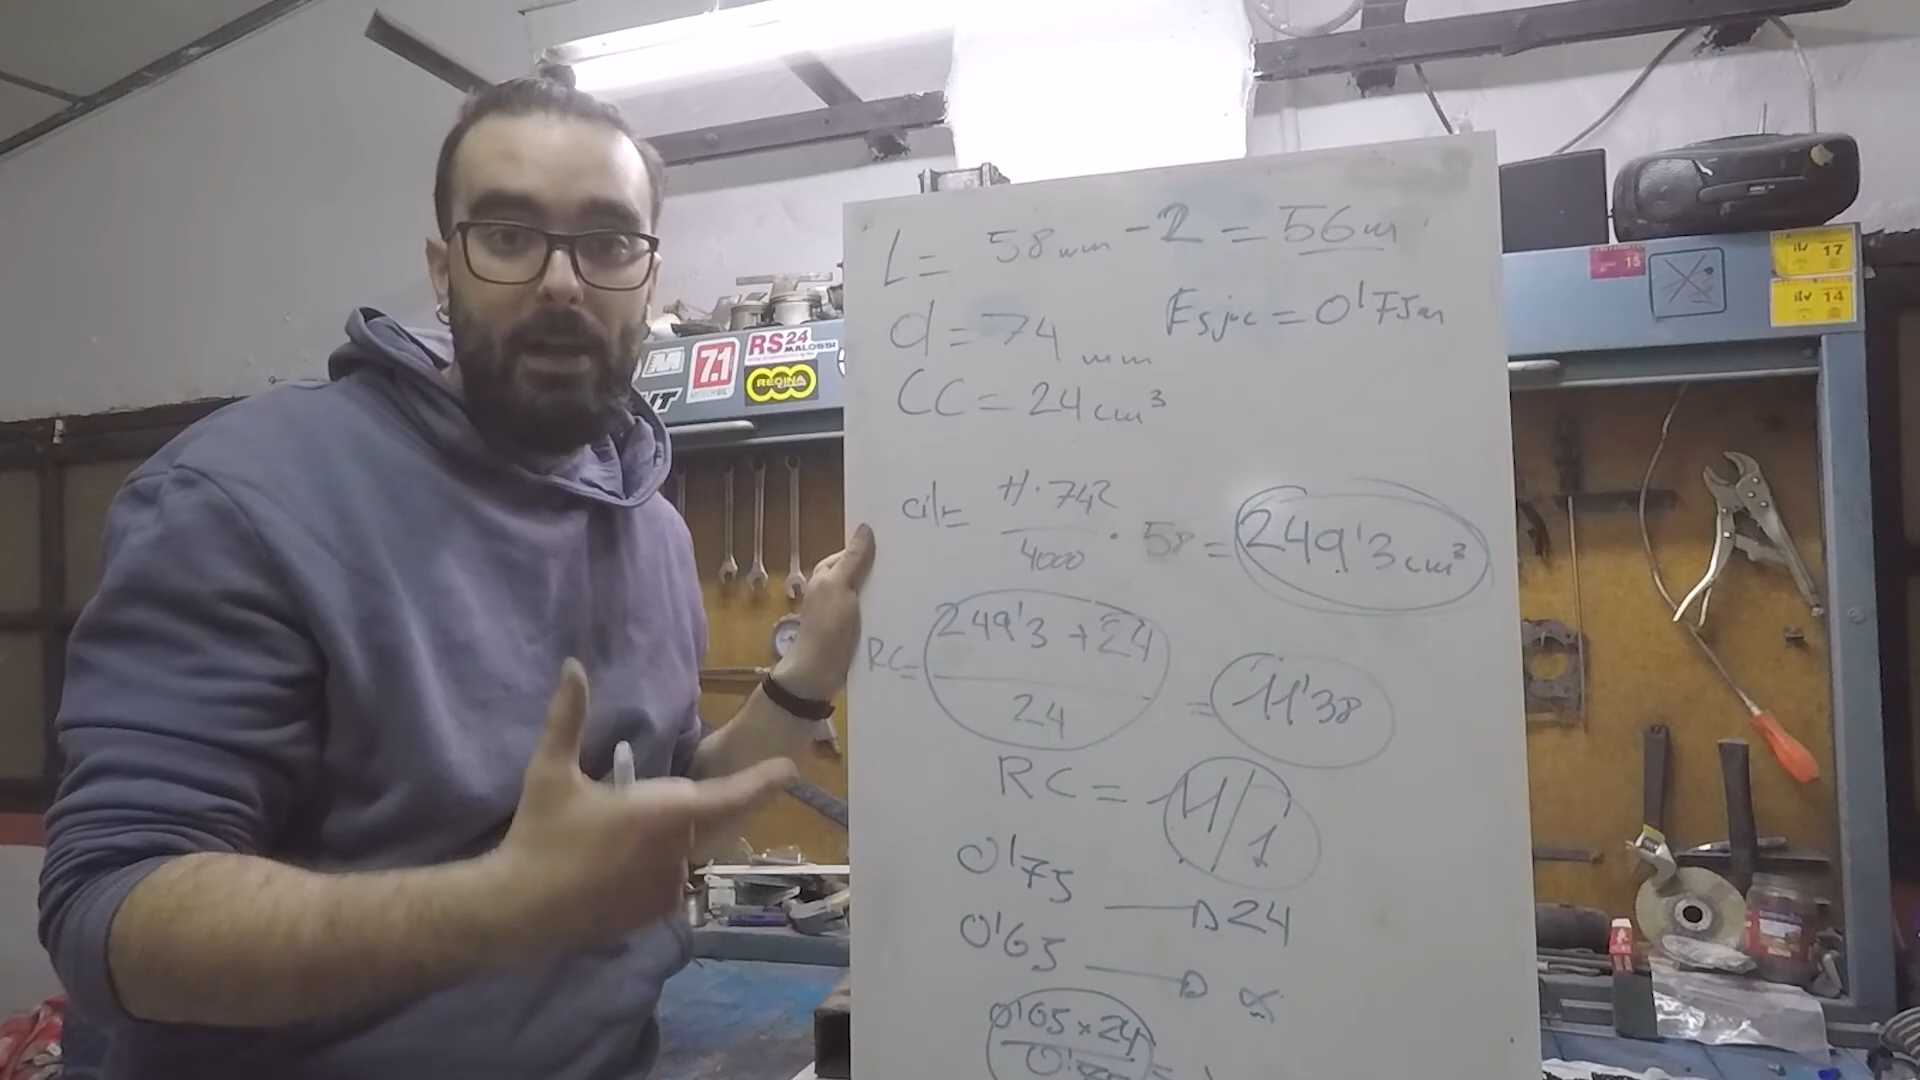 L= 58mm - 2 = 56m
d = 74 mm
Esjuc = 0'75m
CC = 24 cm³
cil= π·74² / 4000 · 58 = 249'3 cm³
RC= 249'3 + 24 / 24 = 11'38
RC = 11/1
0'75 → 24
0'65 → x
0'65 x 24
RS24
MALOSSI
7.1
REGINA
15
17
14